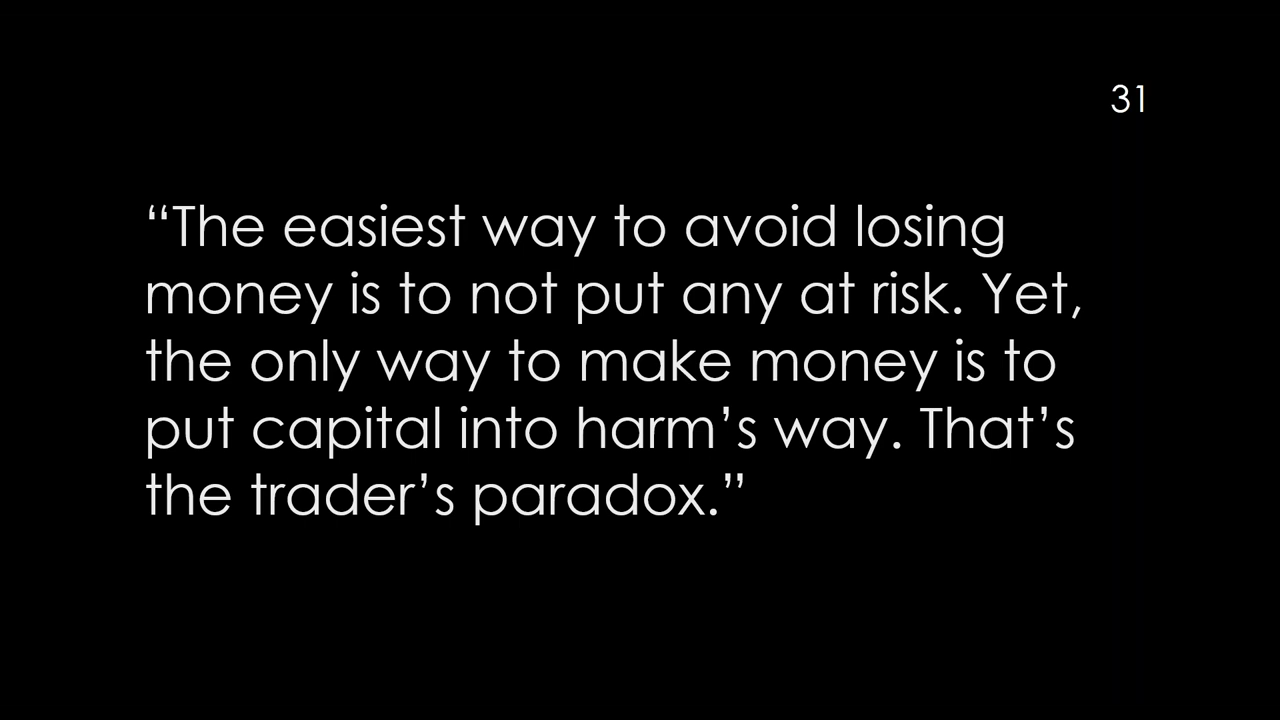 31
“The easiest way to avoid losing
money is to not put any at risk. Yet,
the only way to make money is to
put capital into harm’s way. That’s
the trader’s paradox.”